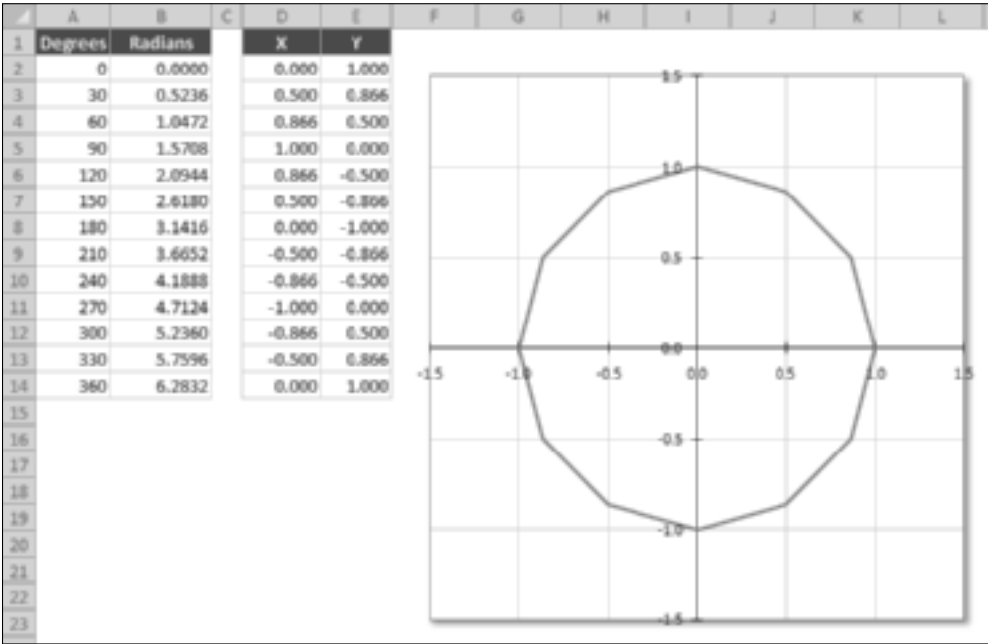 A B C D E F G H I J K L
1 Degrees Radians X Y
2 0 0.0000 0.000 1.000
3 30 0.5236 0.500 0.866
4 60 1.0472 0.866 0.500
5 90 1.5708 1.000 0.000
6 120 2.0944 0.866 -0.500
7 150 2.6180 0.500 -0.866
8 180 3.1416 0.000 -1.000
9 210 3.6652 -0.500 -0.866
10 240 4.1888 -0.866 -0.500
11 270 4.7124 -1.000 0.000
12 300 5.2360 -0.866 0.500
13 330 5.7596 -0.500 0.866
14 360 6.2832 0.000 1.000
15
16
17
18
19
20
21
22
23
1.5
1.0
0.5
0.0
-1.5 -1.0 -0.5 0.0 0.5 1.0 1.5
-0.5
-1.0
-1.5